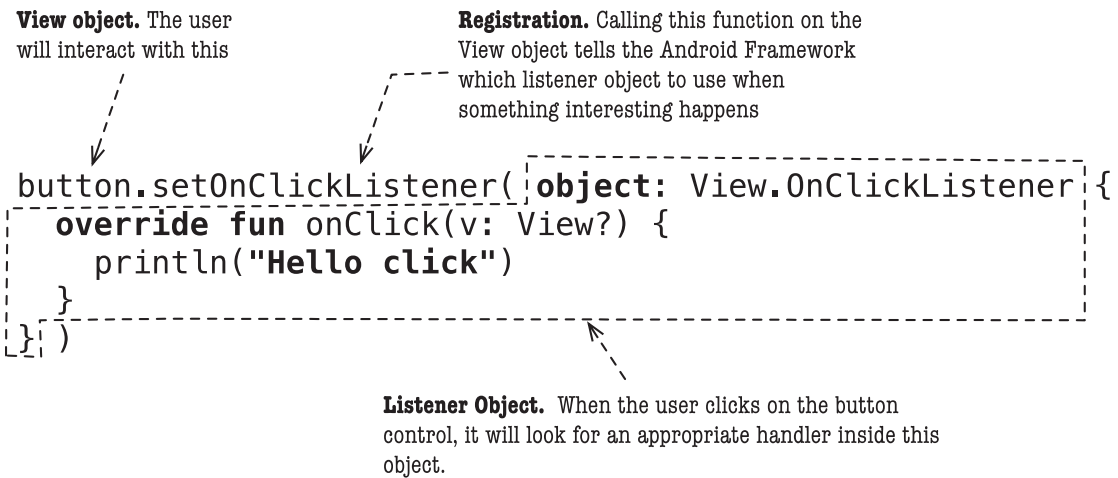 View object. The user
will interact with this
Registration. Calling this function on the
View object tells the Android Framework
which listener object to use when
something interesting happens
button.setOnClickListener( object: View.OnClickListener {
  override fun onClick(v: View?) {
    println("Hello click")
  }
} )
Listener Object. When the user clicks on the button
control, it will look for an appropriate handler inside this
object.